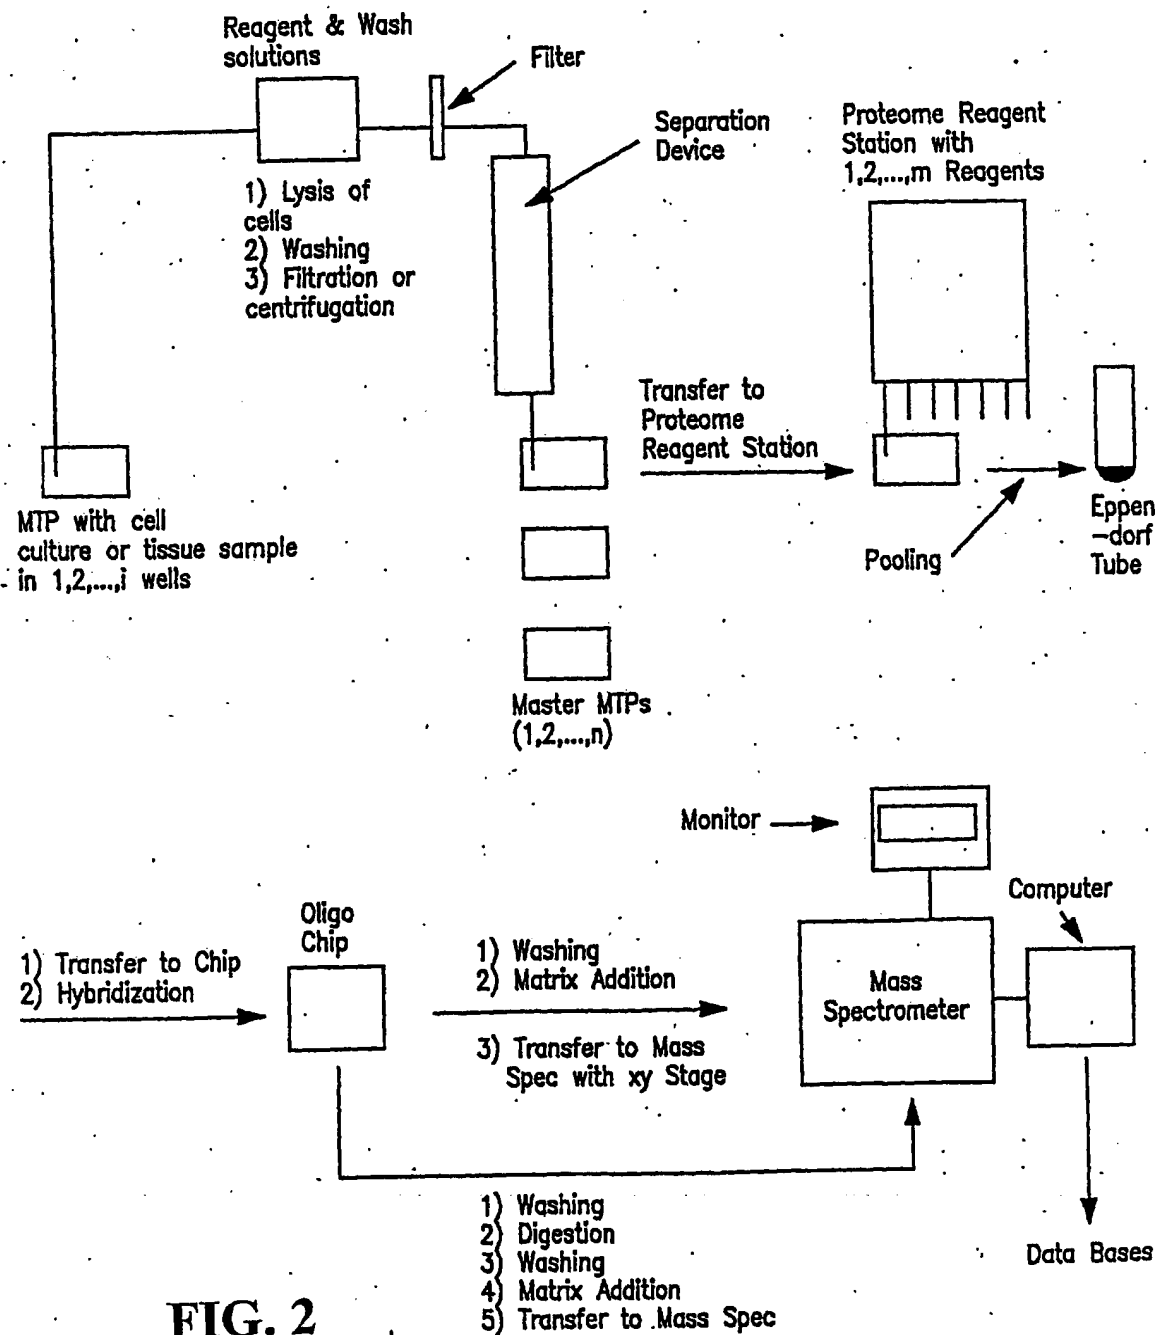 Reagent & Wash
solutions
Filter
Separation
Device
Proteome Reagent
Station with
1,2,...,m Reagents
1) Lysis of
cells
2) Washing
3) Filtration or
centrifugation
Transfer to
Proteome
Reagent Station
MTP with cell
culture or tissue sample
in 1,2,...,i wells
Pooling
Eppen
-dorf
Tube
Master MTPs
(1,2,...,n)
Monitor
Computer
Oligo
Chip
1) Transfer to Chip
2) Hybridization
1) Washing
2) Matrix Addition
3) Transfer to Mass
Spec with xy Stage
Mass
Spectrometer
1) Washing
2) Digestion
3) Washing
4) Matrix Addition
5) Transfer to Mass Spec
Data Bases
FIG. 2